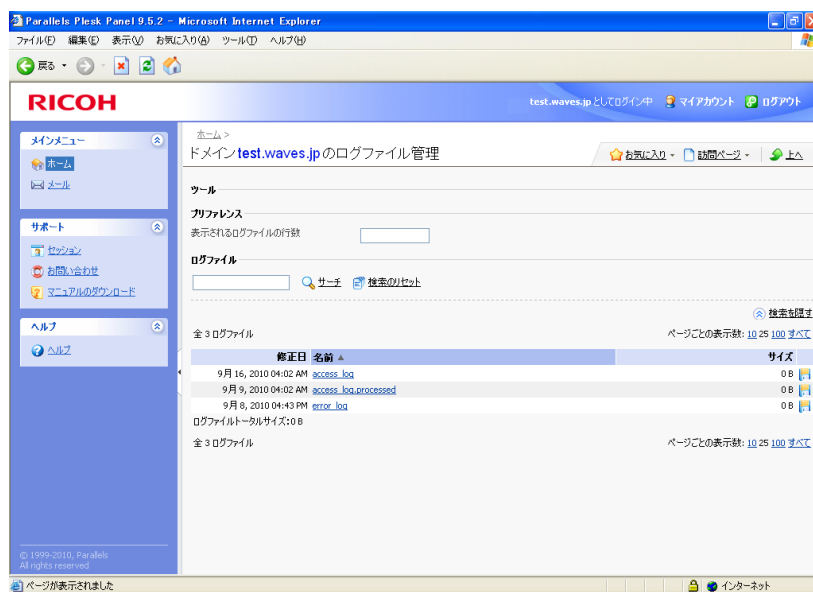 Parallels Plesk Panel 9.5.2 - Microsoft Internet Explorer
ファイル(F) 編集(E) 表示(V) お気に入り(A) ツール(T) ヘルプ(H)
戻る
RICOH
test.waves.jp としてログイン中 マイアカウント ログアウト
メインメニュー
ホーム
メール
サポート
セッション
お問い合わせ
マニュアルのダウンロード
ヘルプ
ヘルプ
© 1999-2010, Parallels
All rights reserved
ホーム >
ドメイン test.waves.jp のログファイル管理
お気に入り 訪問ページ 上へ
ツール
プリファレンス
表示されるログファイルの行数
ログファイル
サーチ 検索のリセット
検索を隠す
全 3 ログファイル ページごとの表示数: 10 25 100 すべて
修正日 名前 サイズ
9月 16, 2010 04:02 AM access_log 0 B
9月 9, 2010 04:02 AM access_log.processed 0 B
9月 8, 2010 04:43 PM error_log 0 B
ログファイルトータルサイズ: 0 B
全 3 ログファイル ページごとの表示数: 10 25 100 すべて
ページが表示されました インターネット